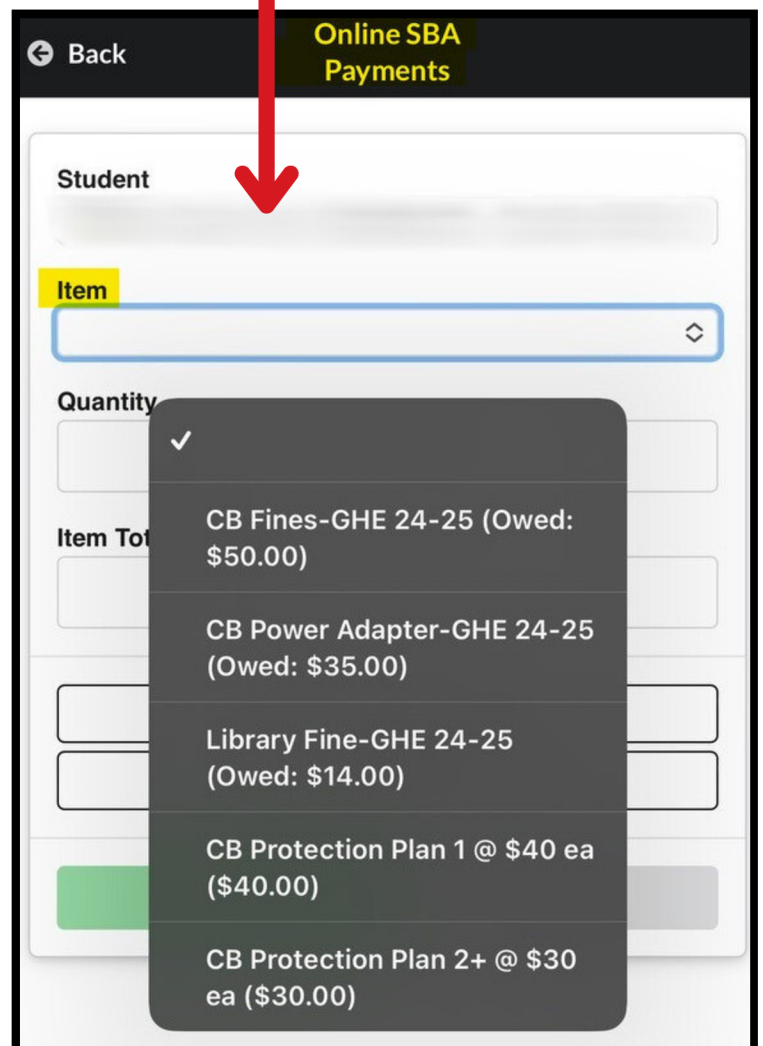 Back
Online SBA
Payments
Student
Item
Quantity
Item Tot
CB Fines-GHE 24-25 (Owed:
$50.00)
CB Power Adapter-GHE 24-25
(Owed: $35.00)
Library Fine-GHE 24-25
(Owed: $14.00)
CB Protection Plan 1 @ $40 ea
($40.00)
CB Protection Plan 2+ @ $30
ea ($30.00)